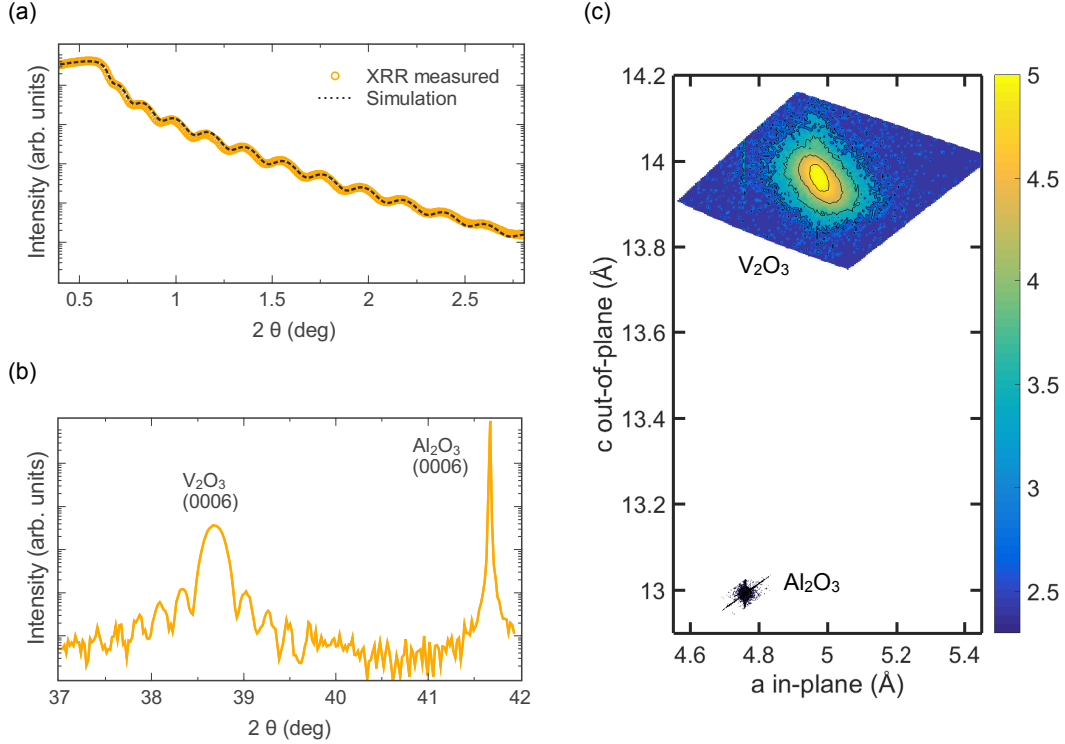 (a)
Intensity (arb. units)
XRR measured
Simulation
0.5 1 1.5 2 2.5
2 θ (deg)
(b)
Intensity (arb. units)
V₂O₃
(0006)
Al₂O₃
(0006)
37 38 39 40 41 42
2 θ (deg)
(c)
c out-of-plane (Å)
14.2
14
13.8
13.6
13.4
13.2
13
V₂O₃
Al₂O₃
4.6 4.8 5 5.2 5.4
a in-plane (Å)
5
4.5
4
3.5
3
2.5